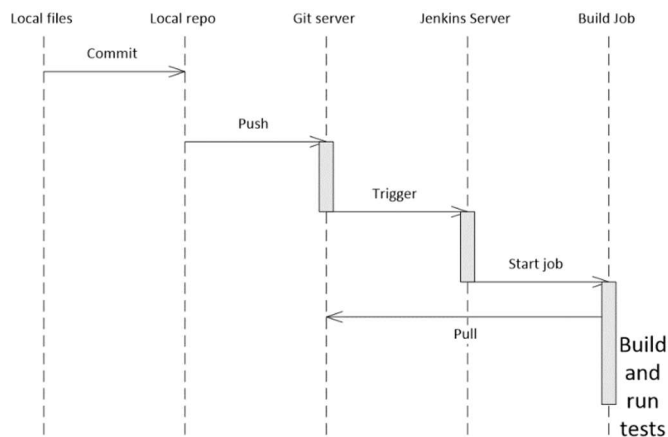 Local files Local repo Git server Jenkins Server Build Job
Commit
Push
Trigger
Start job
Pull
Build
and
run
tests